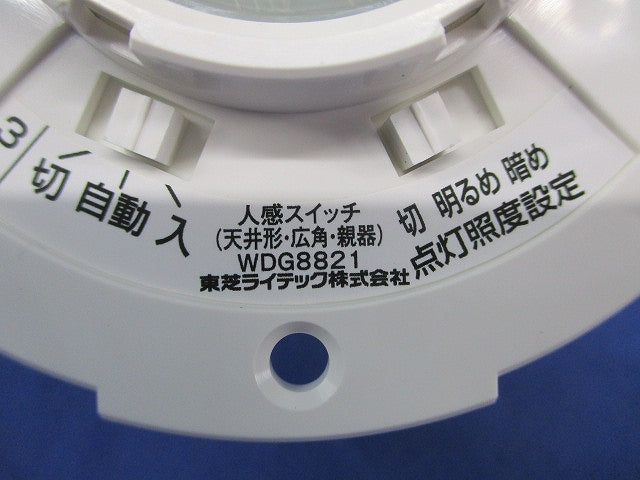 3
切 自動 入
人感スイッチ
(天井形・広角・親器)
WDG8821
東芝ライテック株式会社
切 明るめ 暗め
点灯照度設定